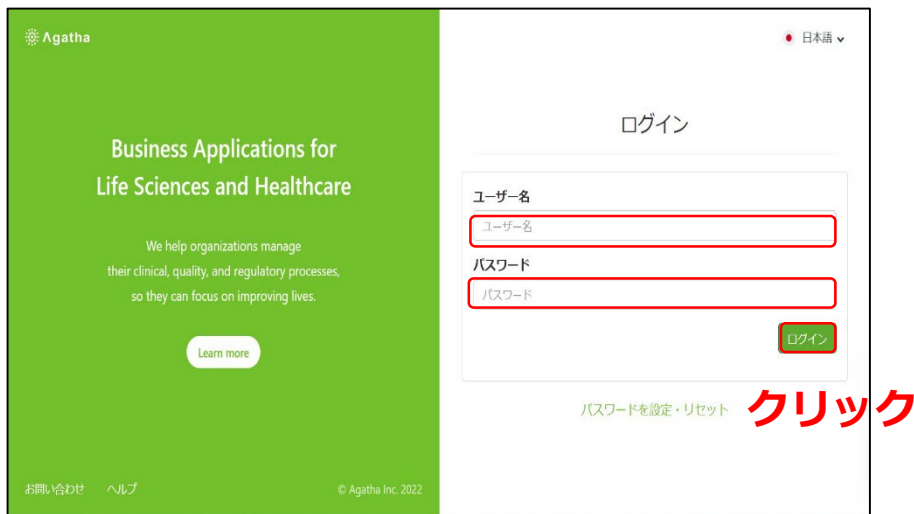 Agatha
日本語
Business Applications for
Life Sciences and Healthcare
We help organizations manage
their clinical, quality, and regulatory processes,
so they can focus on improving lives.
Learn more
お問い合わせ ヘルプ
© Agatha Inc. 2022
ログイン
ユーザー名
ユーザー名
パスワード
パスワード
ログイン
パスワードを設定・リセット
クリック